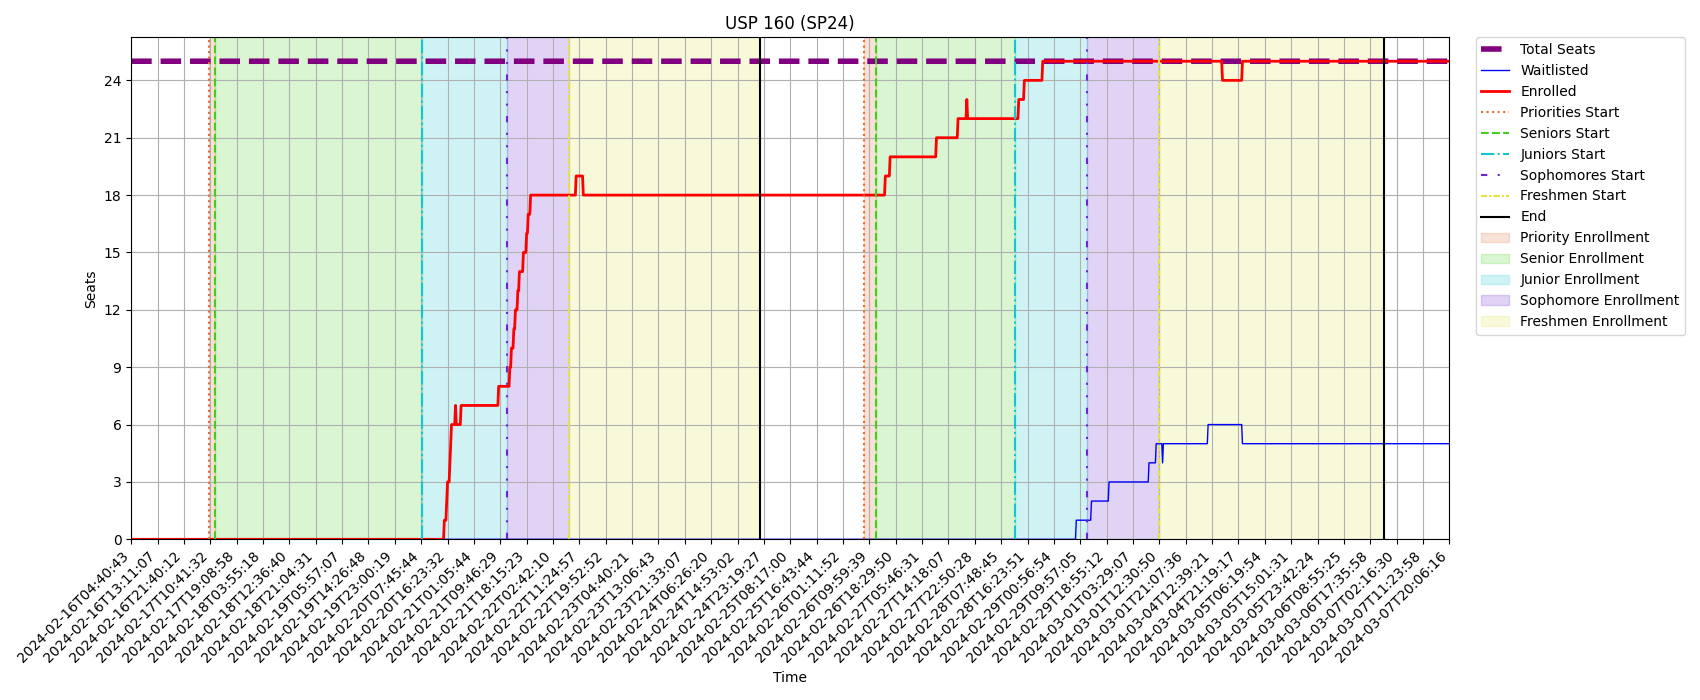 USP 160 (SP24)
Seats
24
21
18
15
12
9
6
3
0
2024-02-16T04:40:43
2024-02-16T13:11:07
2024-02-16T21:40:12
2024-02-17T10:41:32
2024-02-17T19:08:58
2024-02-18T03:55:18
2024-02-18T12:36:40
2024-02-18T21:04:31
2024-02-19T05:57:07
2024-02-19T14:26:48
2024-02-19T23:00:19
2024-02-20T07:45:44
2024-02-20T16:23:32
2024-02-21T01:05:44
2024-02-21T09:46:29
2024-02-21T18:15:23
2024-02-22T02:42:10
2024-02-22T11:24:57
2024-02-22T19:52:52
2024-02-23T04:40:21
2024-02-23T13:06:43
2024-02-23T21:33:07
2024-02-24T06:26:20
2024-02-24T14:53:02
2024-02-24T23:19:27
2024-02-25T08:17:00
2024-02-25T16:43:44
2024-02-26T01:11:52
2024-02-26T09:59:39
2024-02-26T18:29:50
2024-02-27T05:46:31
2024-02-27T14:18:07
2024-02-27T22:50:28
2024-02-28T07:48:45
2024-02-28T16:23:51
2024-02-29T00:56:54
2024-02-29T09:57:05
2024-02-29T18:55:12
2024-03-01T03:29:07
2024-03-01T12:30:50
2024-03-01T21:07:36
2024-03-04T12:39:21
2024-03-04T21:19:17
2024-03-05T06:19:54
2024-03-05T15:01:31
2024-03-05T23:42:24
2024-03-06T08:55:25
2024-03-06T17:35:58
2024-03-07T02:16:30
2024-03-07T11:23:58
2024-03-07T20:06:16
Time
Total Seats
Waitlisted
Enrolled
Priorities Start
Seniors Start
Juniors Start
Sophomores Start
Freshmen Start
End
Priority Enrollment
Senior Enrollment
Junior Enrollment
Sophomore Enrollment
Freshmen Enrollment